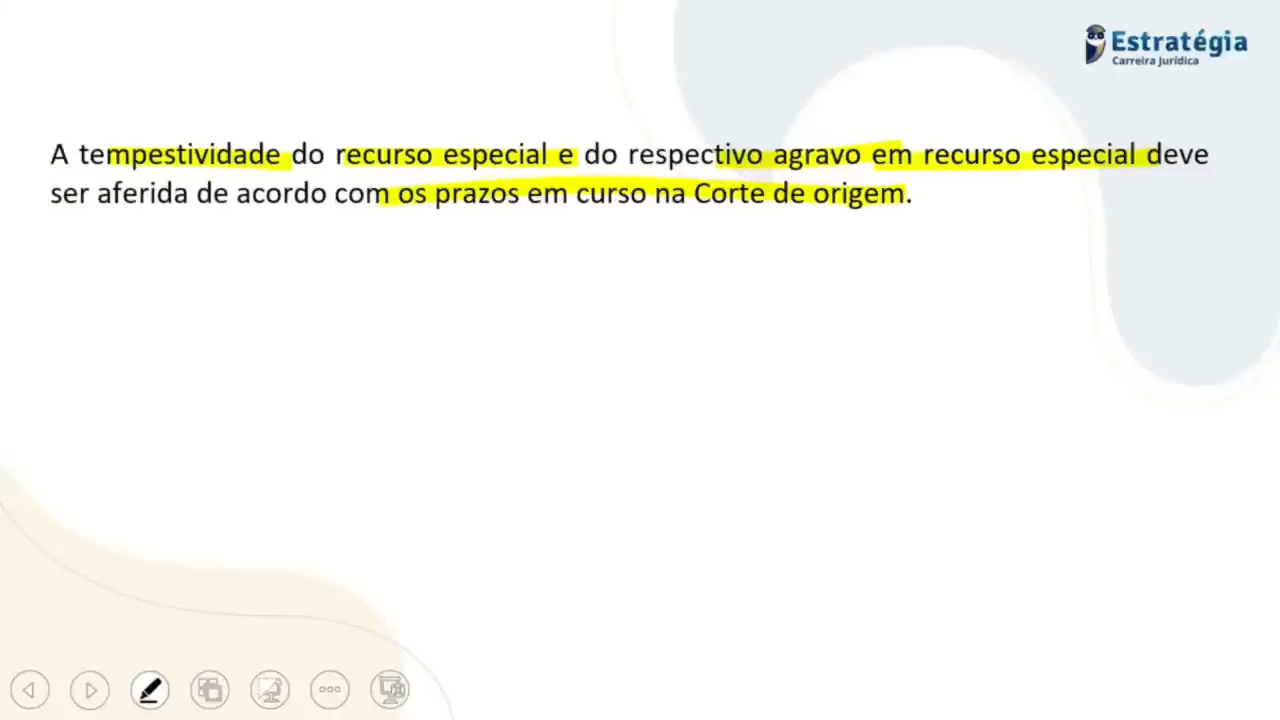 Estratégia
Carreira Jurídica
A tempestividade do recurso especial e do respectivo agravo em recurso especial deve
ser aferida de acordo com os prazos em curso na Corte de origem.